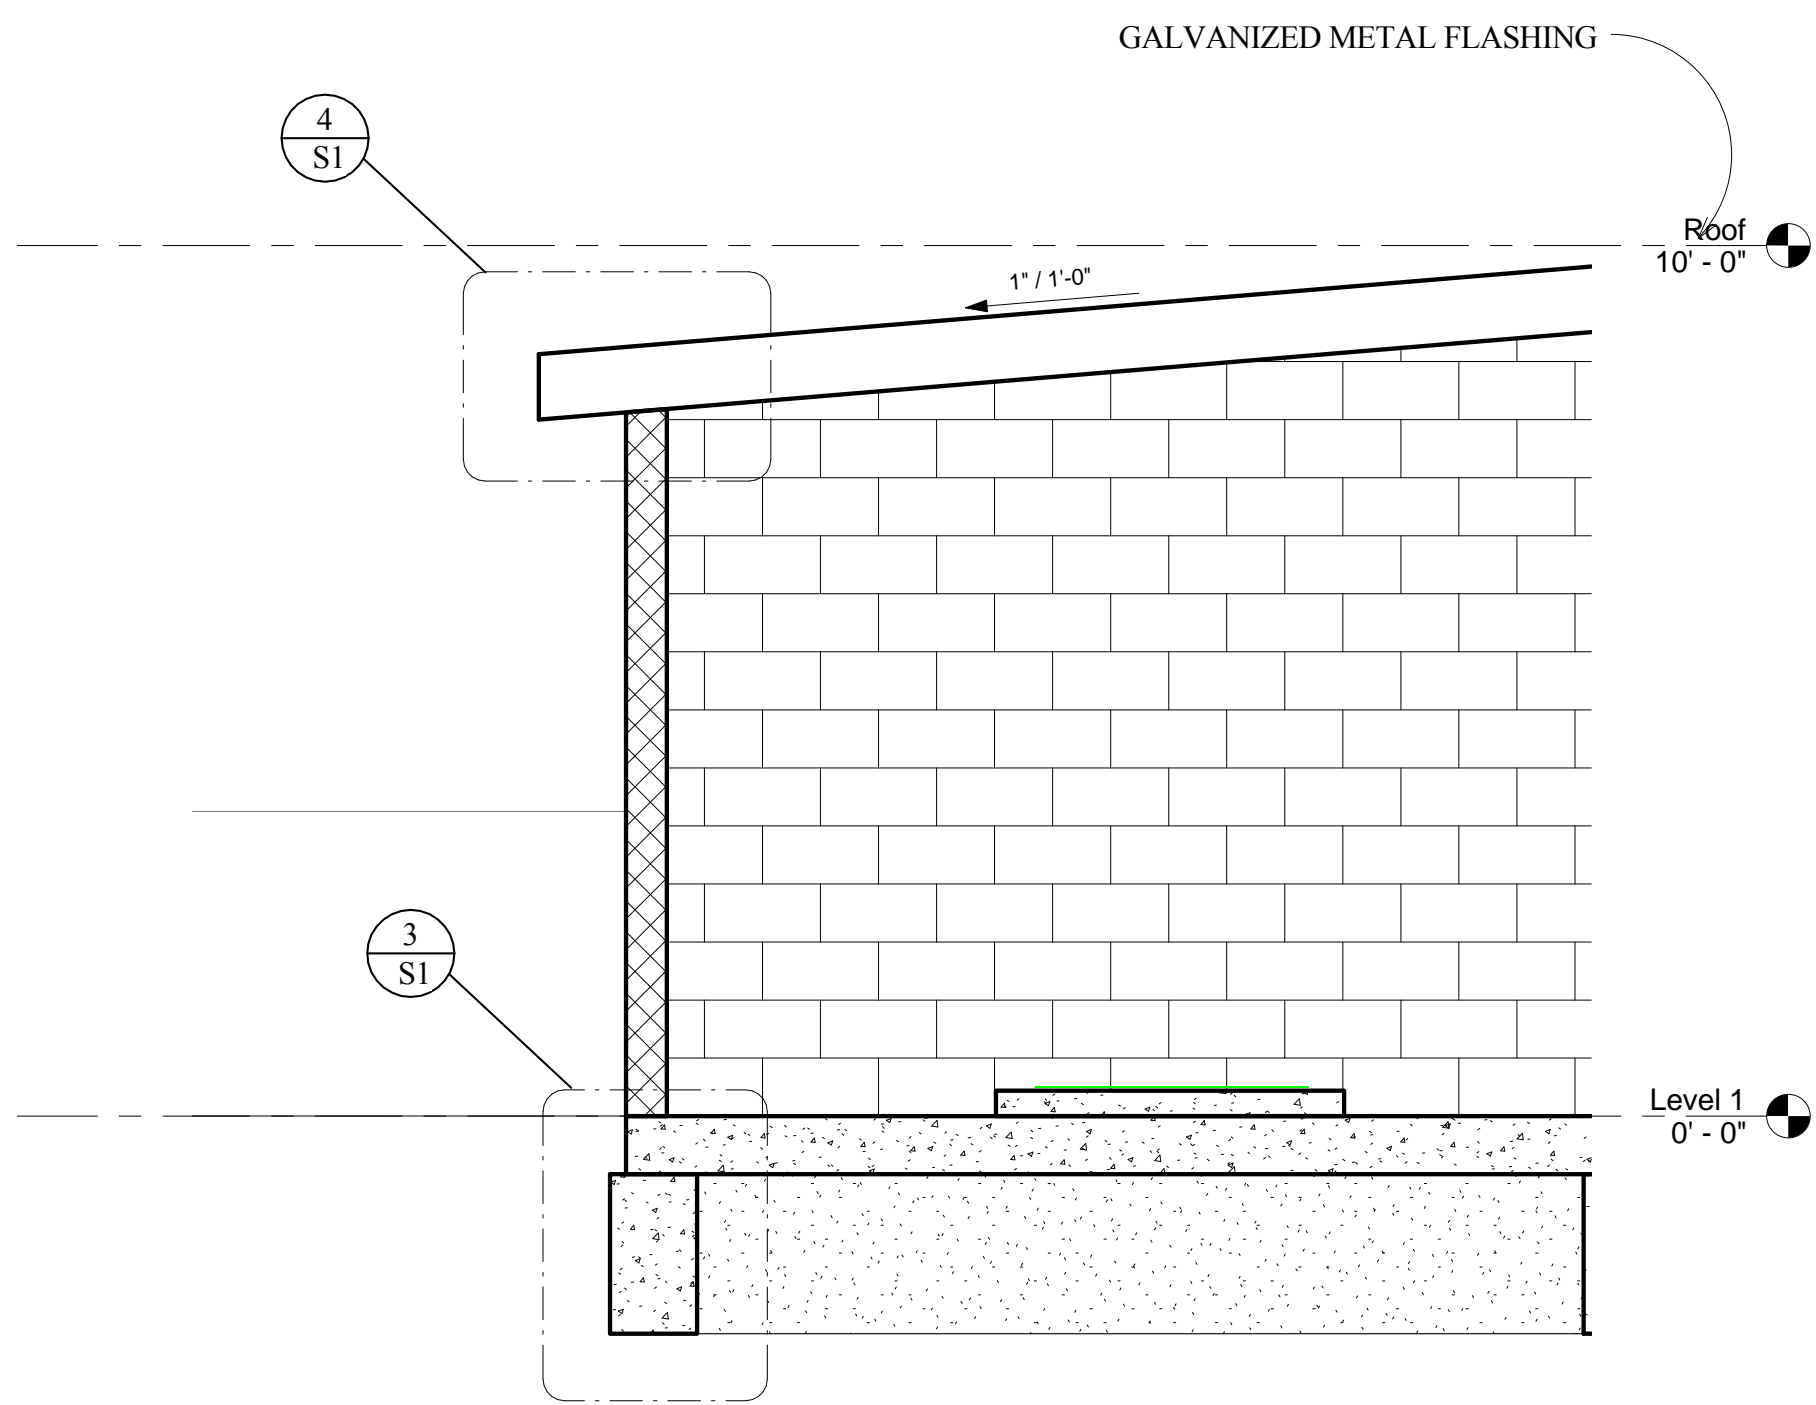 GALVANIZED METAL FLASHING
4
S1
Roof
10' - 0"
1" / 1'-0"
3
S1
Level 1
0' - 0"